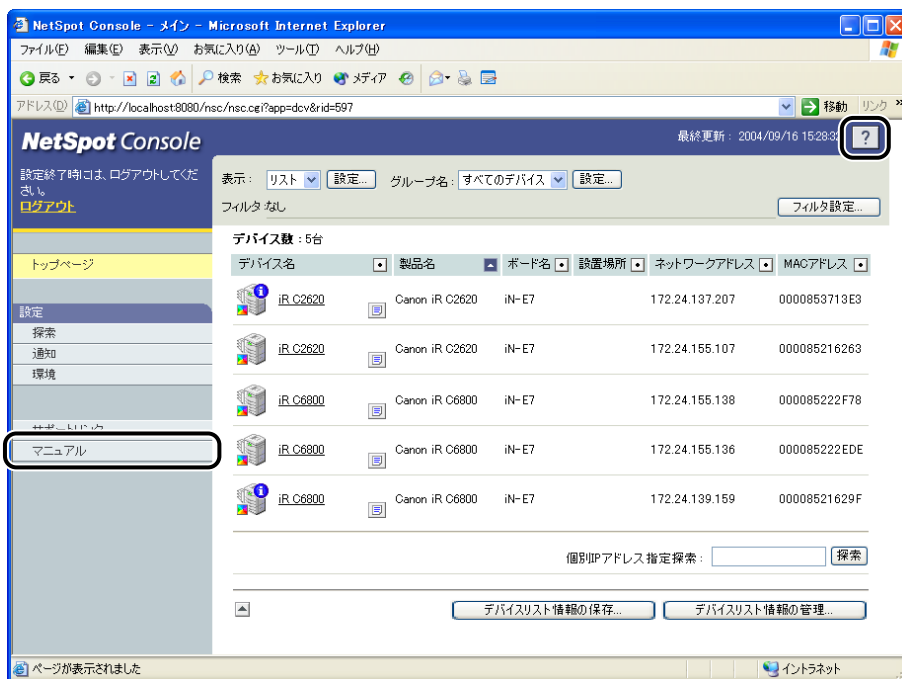 NetSpot Console - メイン - Microsoft Internet Explorer
ファイル(F) 編集(E) 表示(V) お気に入り(A) ツール(T) ヘルプ(H)
戻る 検索 お気に入り メディア
アドレス(D) http://localhost:8080/nsc/nsc.cgi?app=dcv&rid=597 移動 リンク »
NetSpot Console
最終更新 : 2004/09/16 15:28:32 ?
設定終了時には、ログアウトしてください。
ログアウト
表示 : リスト 設定... グループ名 : すべてのデバイス 設定...
フィルタ なし フィルタ設定...
トップページ
設定
探索
通知
環境
サポートリンク
マニュアル
デバイス数 : 5台
デバイス名 製品名 ボード名 設置場所 ネットワークアドレス MACアドレス
iR C2620 Canon iR C2620 iN-E7 172.24.137.207 0000853713E3
iR C2620 Canon iR C2620 iN-E7 172.24.155.107 000085216263
iR C6800 Canon iR C6800 iN-E7 172.24.155.138 000085222F78
iR C6800 Canon iR C6800 iN-E7 172.24.155.136 000085222EDE
iR C6800 Canon iR C6800 iN-E7 172.24.139.159 00008521629F
個別IPアドレス指定探索 : 探索
デバイスリスト情報の保存... デバイスリスト情報の管理...
ページが表示されました イントラネット